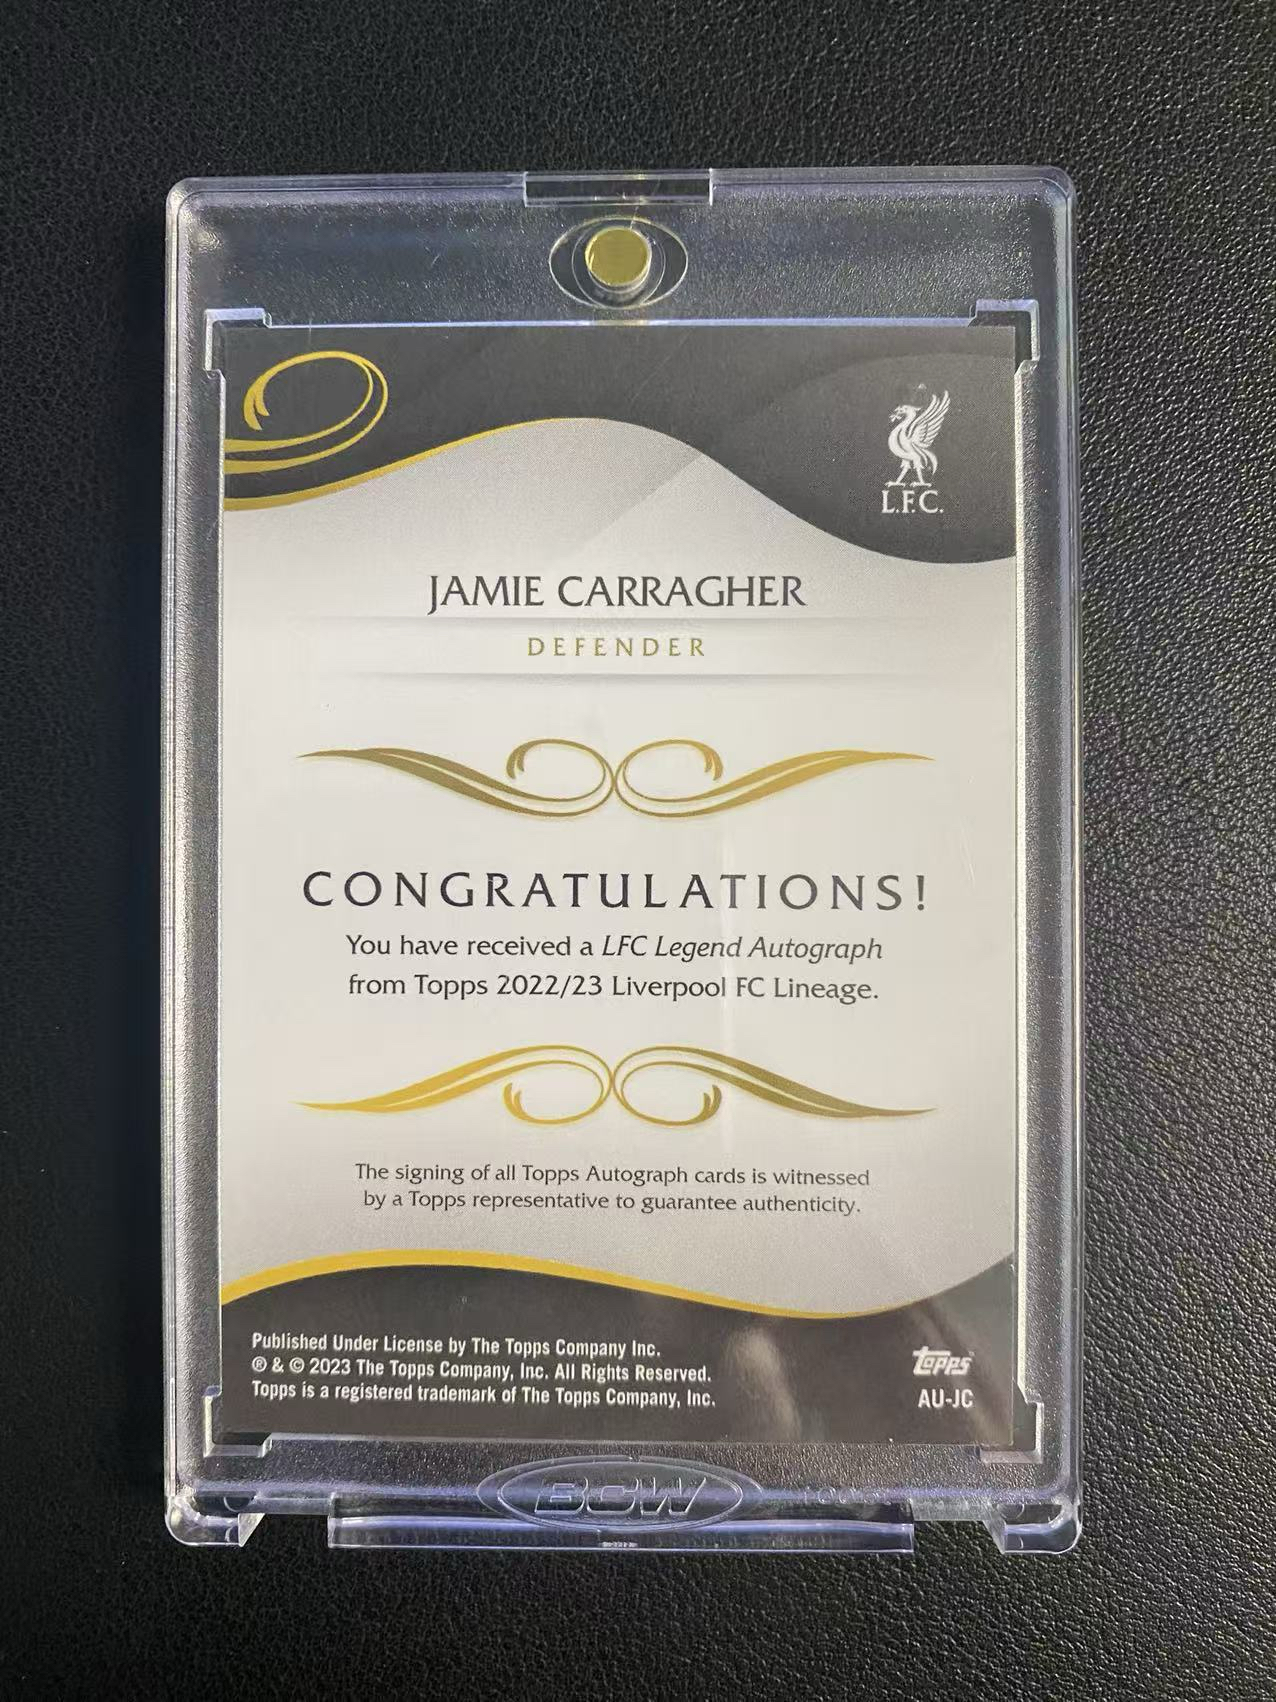 L.F.C.
JAMIE CARRAGHER
DEFENDER
CONGRATULATIONS!
You have received a LFC Legend Autograph
from Topps 2022/23 Liverpool FC Lineage.
The signing of all Topps Autograph cards is witnessed
by a Topps representative to guarantee authenticity.
Published Under License by The Topps Company Inc.
® & © 2023 The Topps Company, Inc. All Rights Reserved.
Topps is a registered trademark of The Topps Company, Inc.
topps
AU-JC
BCW